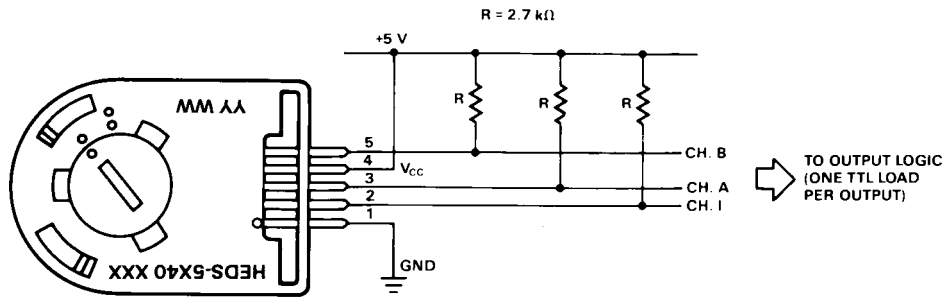 R = 2.7 kΩ
+5 V
R
R
R
YY WW
5
4
VCC
3
2
1
CH. B
CH. A
CH. I
TO OUTPUT LOGIC
(ONE TTL LOAD
PER OUTPUT)
GND
HEDS-5X40 XXX